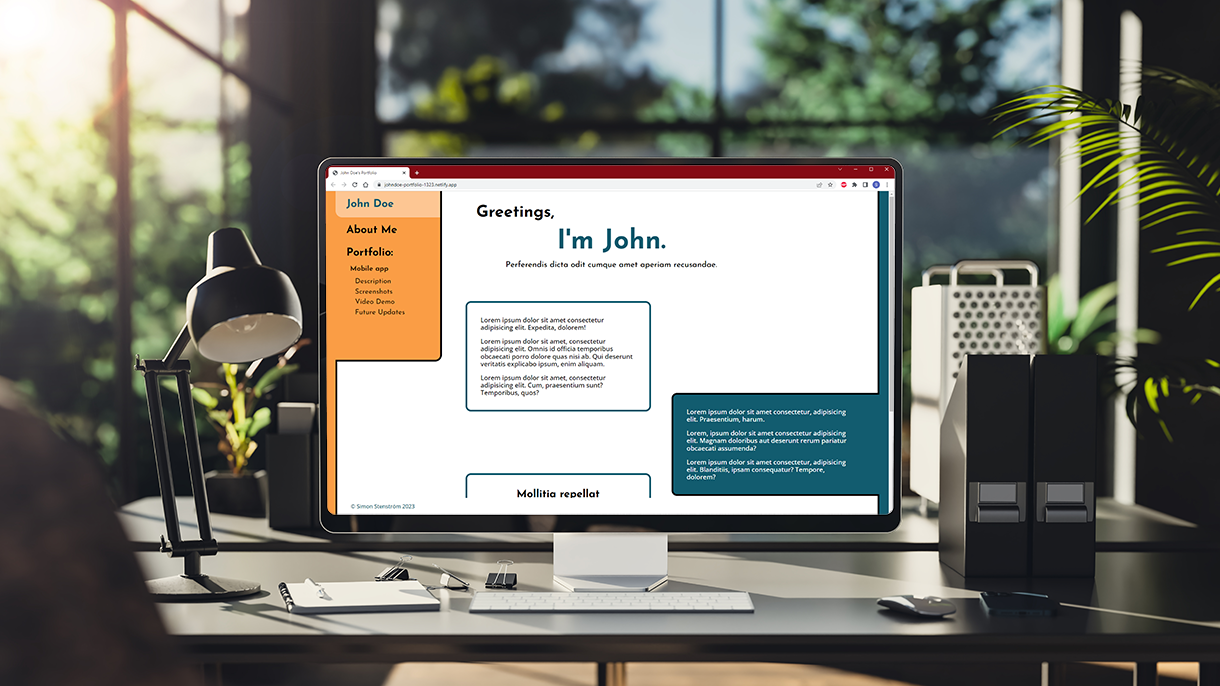 John Doe's Portfolio
johndoe-portfolio-1323.netlify.app
John Doe
About Me
Portfolio:
Mobile app
Description
Screenshots
Video Demo
Future Updates
Greetings,
I'm John.
Perferendis dicta odit cumque amet aperiam recusandae.
Lorem ipsum dolor sit amet consectetur
adipisicing elit. Expedita, dolorem!
Lorem ipsum dolor sit amet, consectetur
adipisicing elit. Omnis id officia temporibus
obcaecati porro dolore quas nisi ab. Qui deserunt
veritatis explicabo ipsum, enim aliquam.
Lorem ipsum dolor sit amet, consectetur
adipisicing elit. Cum, praesentium sunt?
Temporibus, quos?
Lorem ipsum dolor sit amet consectetur, adipisicing
elit. Praesentium, harum.
Lorem, ipsum dolor sit amet consectetur adipisicing
elit. Magnam doloribus aut deserunt rerum pariatur
obcaecati assumenda?
Lorem ipsum dolor sit amet consectetur, adipisicing
elit. Blanditiis, ipsam consequatur? Tempore,
dolorem?
Mollitia repellat
© Simon Stenström 2023